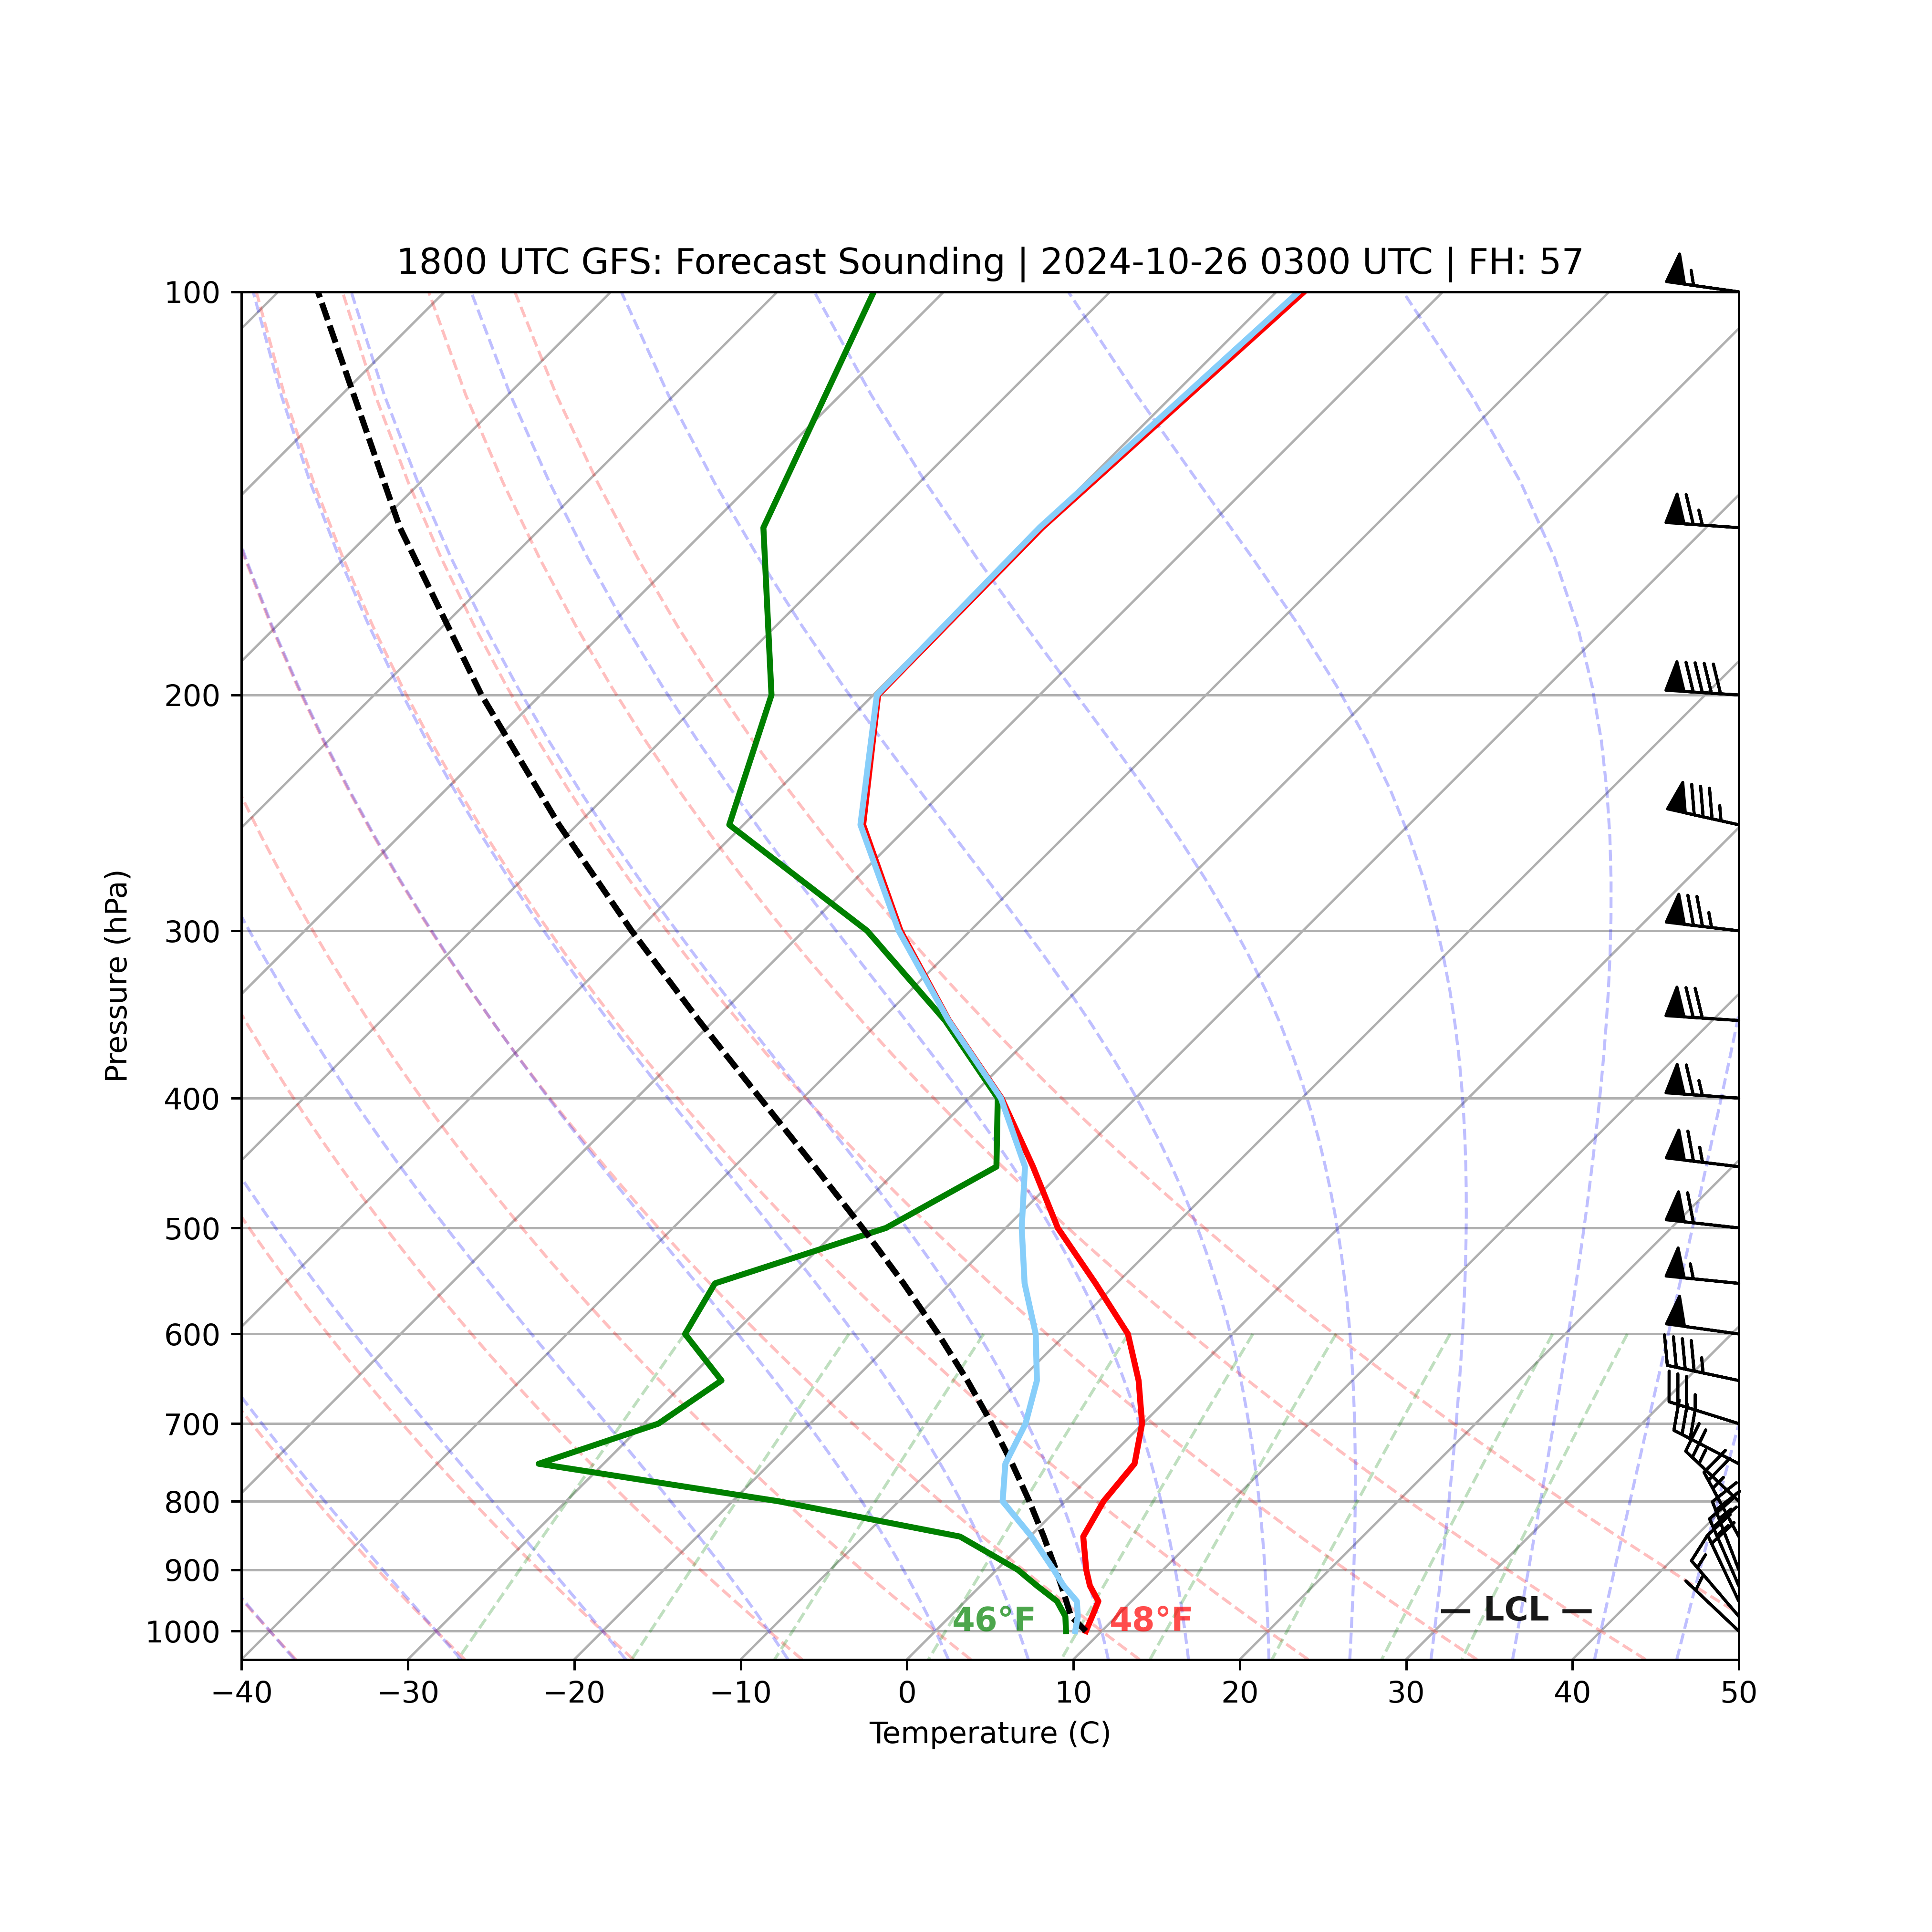 1800 UTC GFS: Forecast Sounding | 2024-10-26 0300 UTC | FH: 57
100
200
300
400
500
600
700
800
900
1000
Pressure (hPa)
46°F
48°F
— LCL —
−40 −30 −20 −10 0 10 20 30 40 50
Temperature (C)